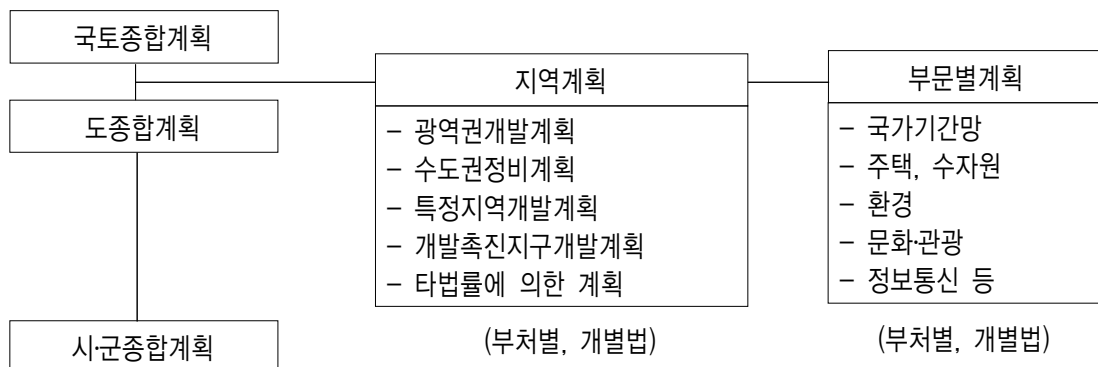 국토종합계획
도종합계획
시·군종합계획
지역계획
– 광역권개발계획
– 수도권정비계획
– 특정지역개발계획
– 개발촉진지구개발계획
– 타법률에 의한 계획
(부처별, 개별법)
부문별계획
– 국가기간망
– 주택, 수자원
– 환경
– 문화·관광
– 정보통신 등
(부처별, 개별법)